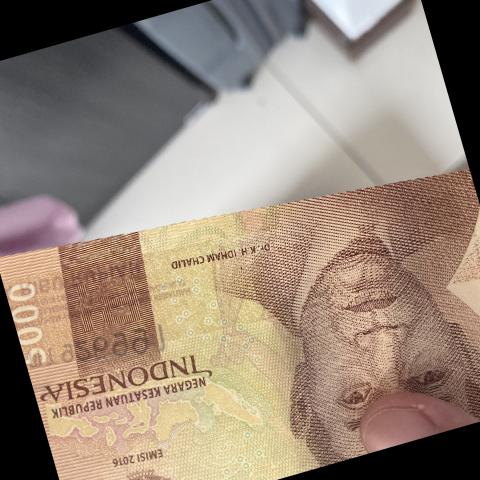 EMISI 2016
NEGARA KESATUAN REPUBLIK
INDONESIA
5000
Dr. K.H. IDHAM CHALID